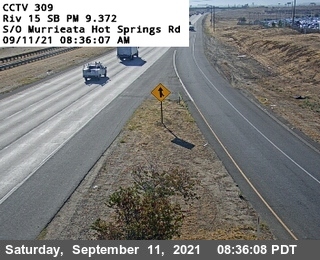 CCTV 309
Riv 15 SB PM 9.372
S/O Murrieata Hot Springs Rd
09/11/21 08:36:07 AM
Saturday, September 11, 2021 08:36:08 PDT